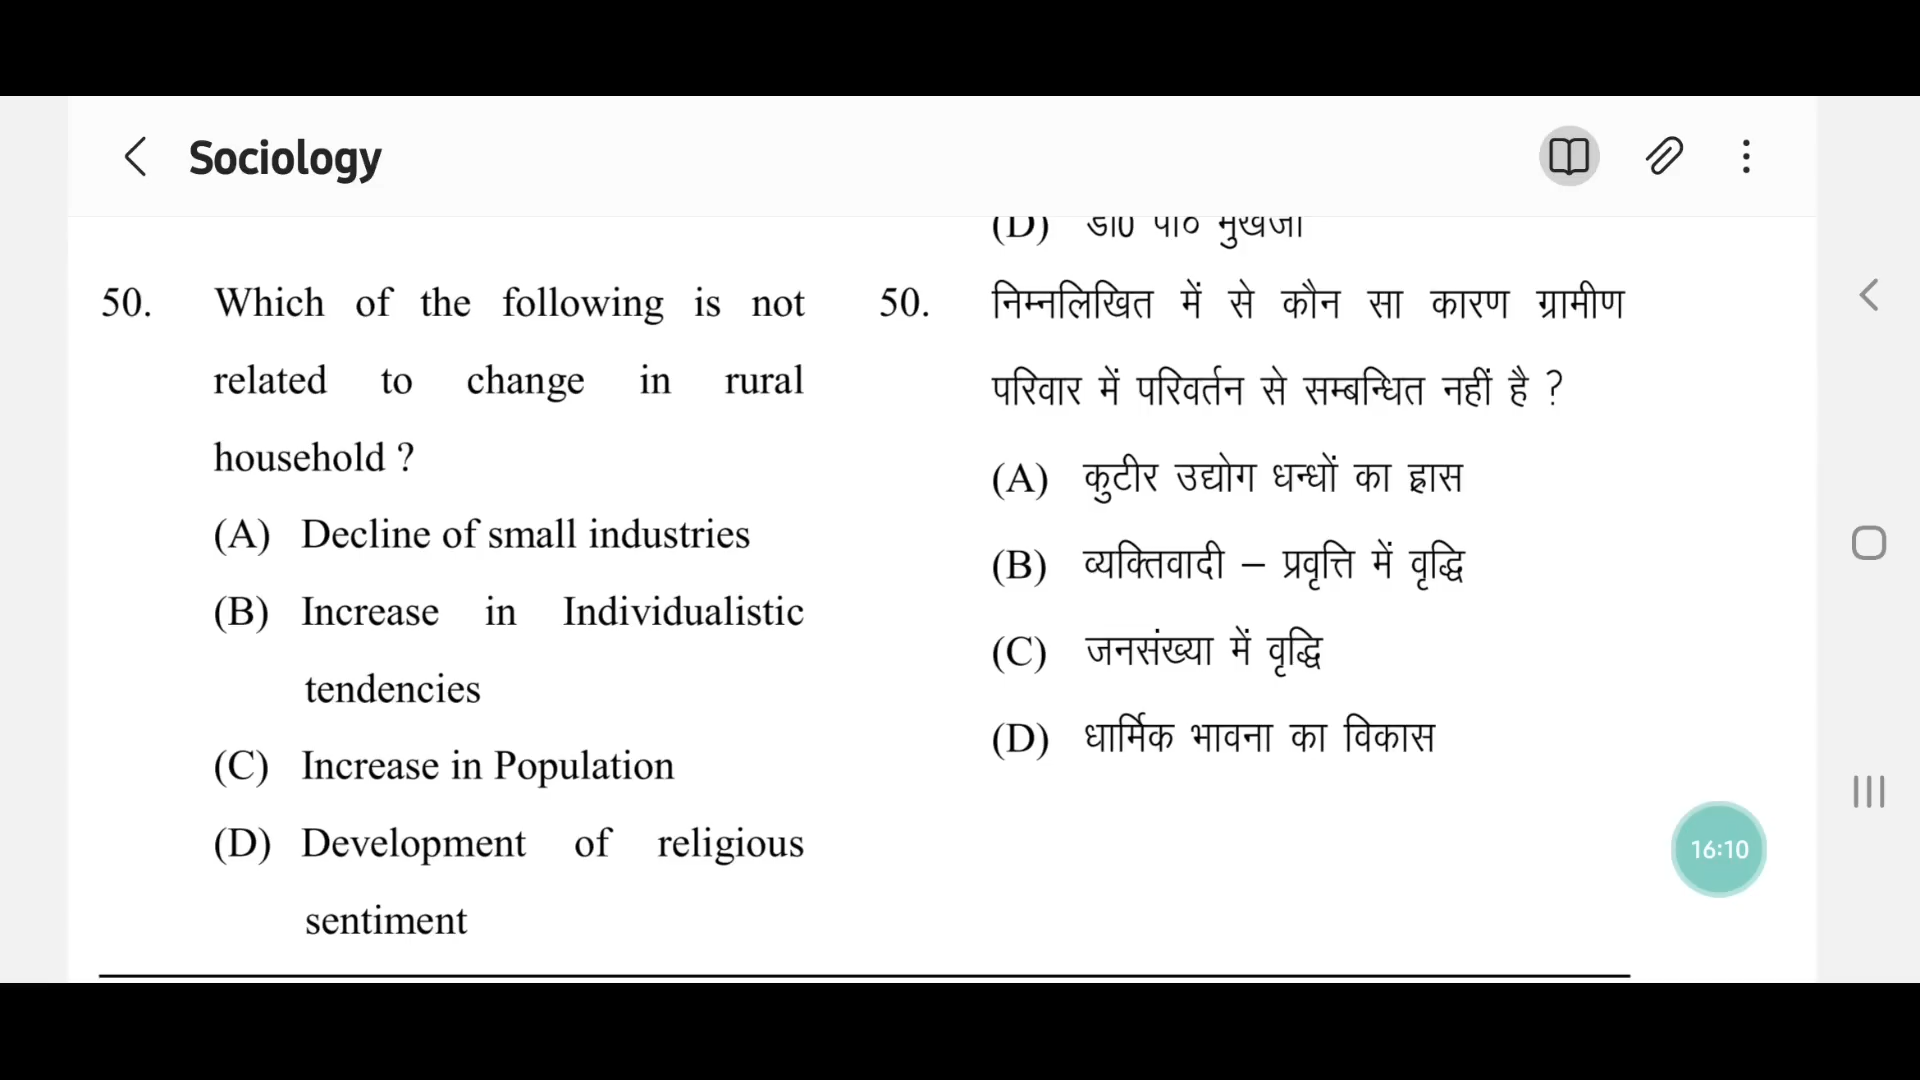 Sociology
(D) डी0 पी० मुखर्जी
50. Which of the following is not
related to change in rural
household ?
(A) Decline of small industries
(B) Increase in Individualistic
tendencies
(C) Increase in Population
(D) Development of religious
sentiment
50. निम्नलिखित में से कौन सा कारण ग्रामीण
परिवार में परिवर्तन से सम्बन्धित नहीं है ?
(A) कुटीर उद्योग धन्धों का ह्रास
(B) व्यक्तिवादी – प्रवृत्ति में वृद्धि
(C) जनसंख्या में वृद्धि
(D) धार्मिक भावना का विकास
16:10